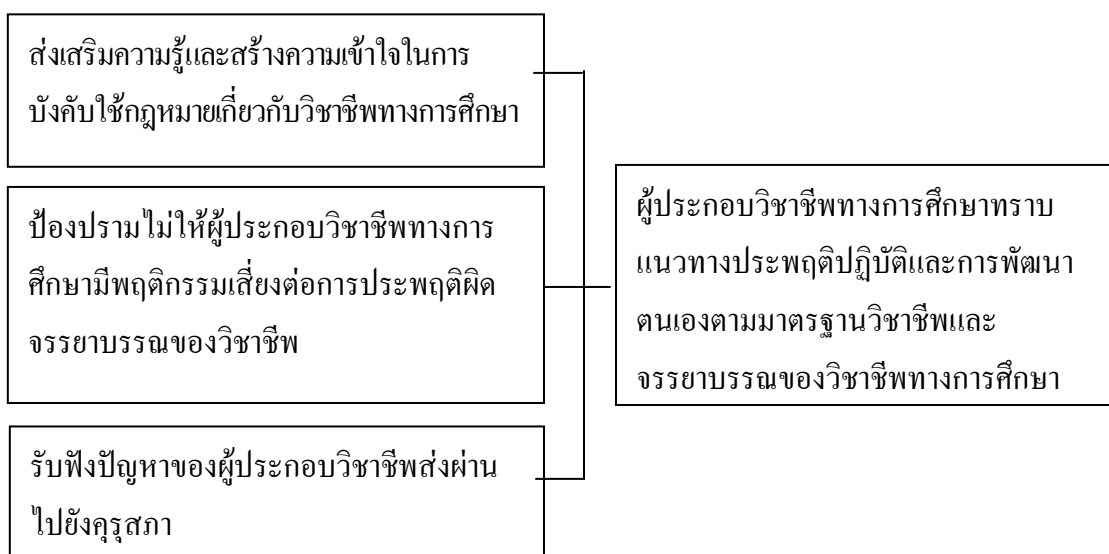 ส่งเสริมความรู้และสร้างความเข้าใจในการ
บังคับใช้กฎหมายเกี่ยวกับวิชาชีพทางการศึกษา
ป้องปรามไม่ให้ผู้ประกอบวิชาชีพทางการ
ศึกษามีพฤติกรรมเสี่ยงต่อการประพฤติผิด
จรรยาบรรณของวิชาชีพ
รับฟังปัญหาของผู้ประกอบวิชาชีพส่งผ่าน
ไปยังคุรุสภา
ผู้ประกอบวิชาชีพทางการศึกษาทราบ
แนวทางประพฤติปฏิบัติและการพัฒนา
ตนเองตามมาตรฐานวิชาชีพและ
จรรยาบรรณของวิชาชีพทางการศึกษา